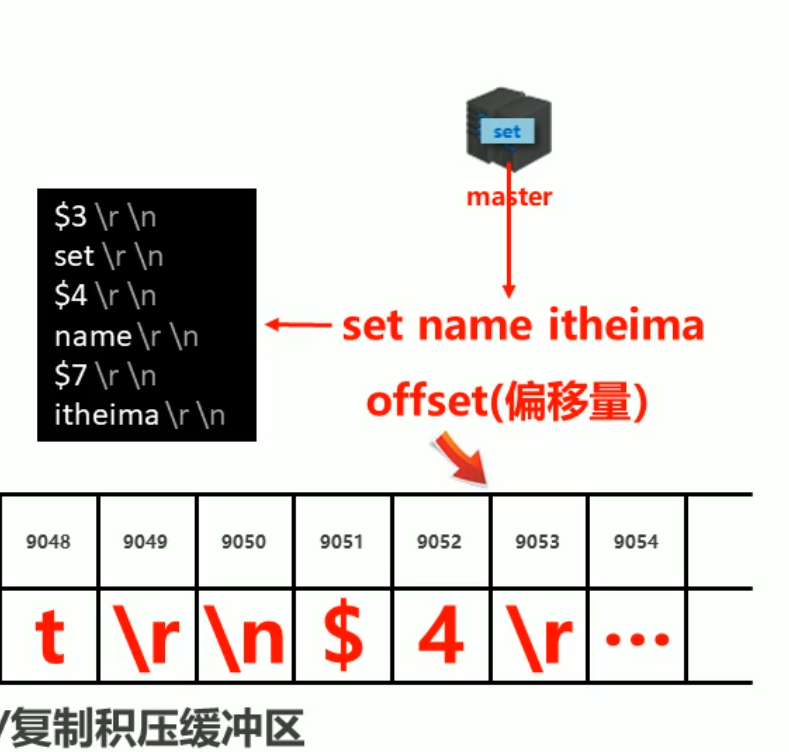 set
master
$3 \r \n
set \r \n
$4 \r \n
name \r \n
$7 \r \n
itheima \r \n
set name itheima
offset(偏移量)
9048 9049 9050 9051 9052 9053 9054
t \r \n $ 4 \r ...
/复制积压缓冲区